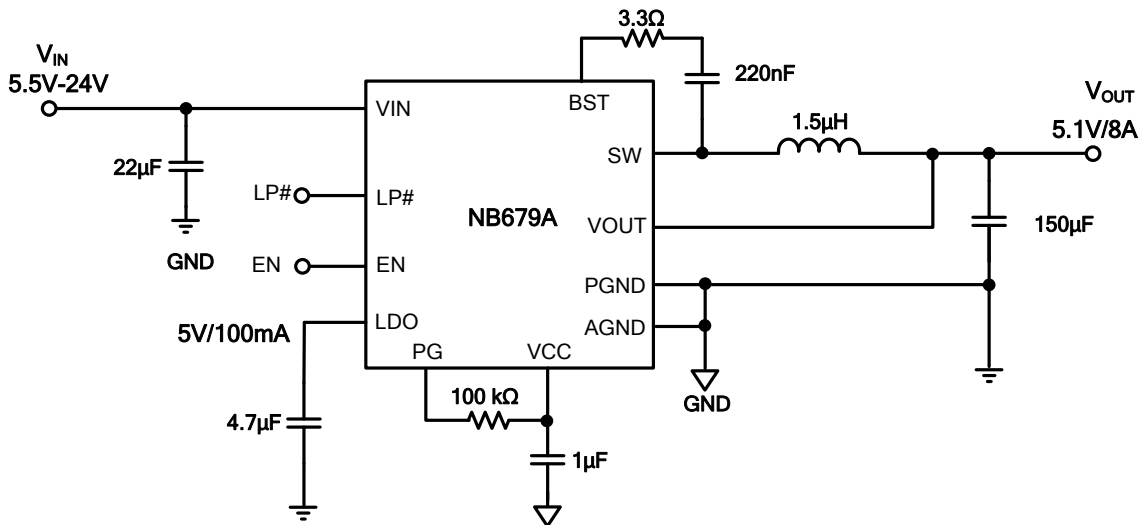 3.3Ω
V_IN
5.5V-24V
220nF
BST
VIN
V_OUT
5.1V/8A
1.5µH
SW
22µF
LP#
LP#
NB679A
VOUT
150µF
GND
EN
EN
PGND
LDO
AGND
5V/100mA
PG
VCC
100 kΩ
GND
4.7µF
1µF